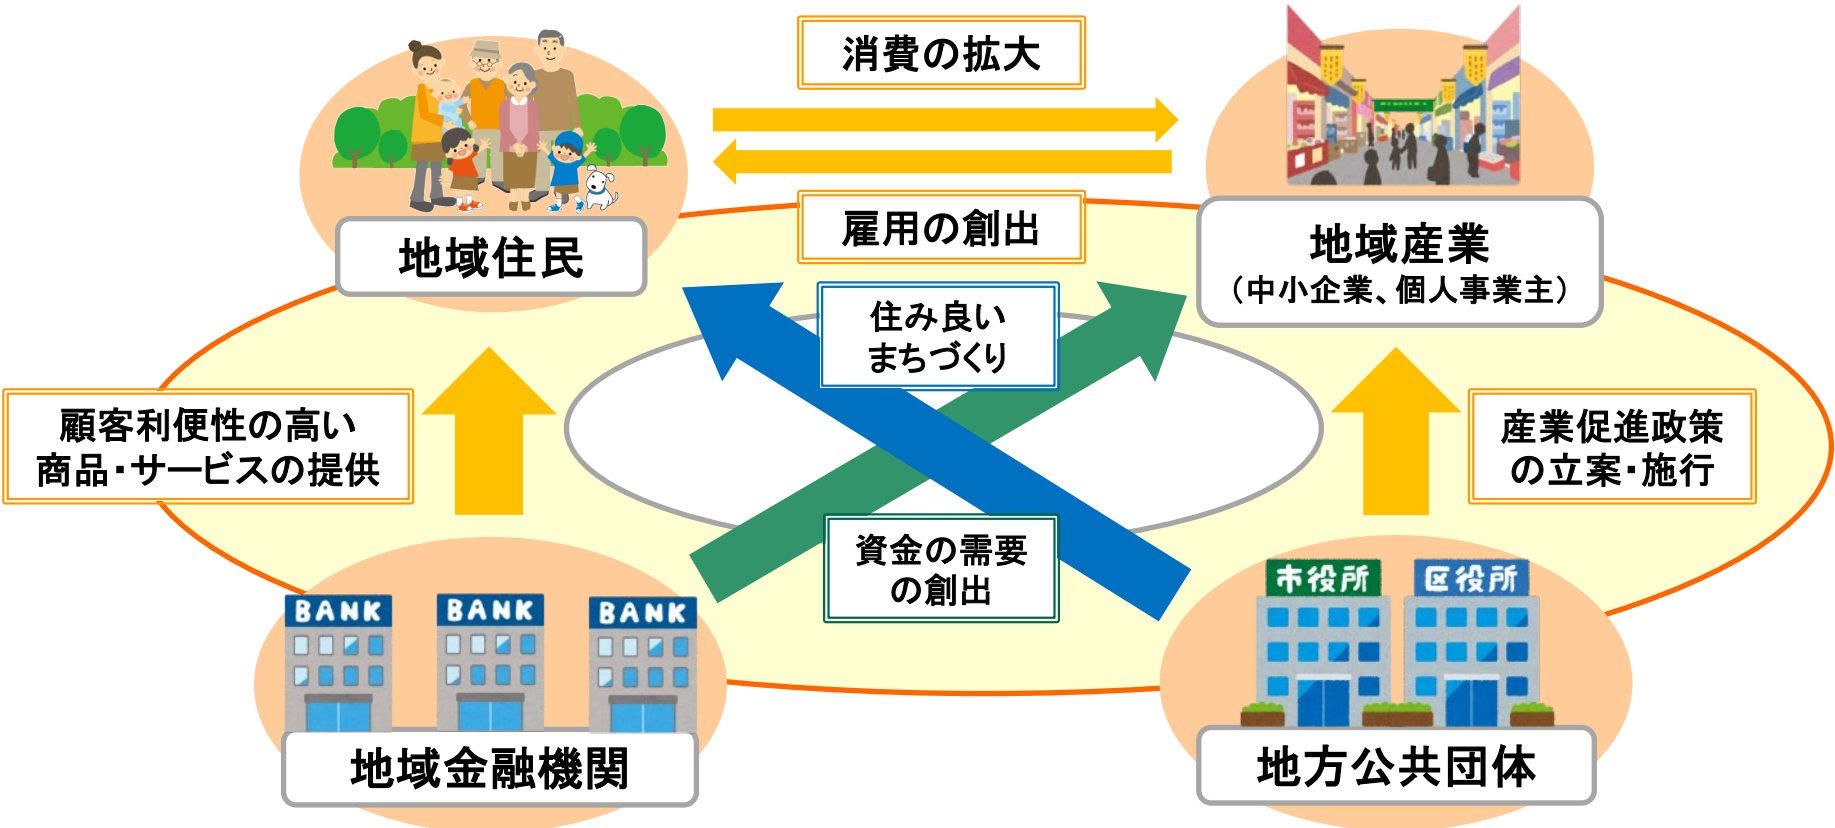 消費の拡大
雇用の創出
地域住民
地域産業
（中小企業、個人事業主）
住み良い
まちづくり
顧客利便性の高い
商品・サービスの提供
産業促進政策
の立案・施行
資金の需要
の創出
BANK
BANK
BANK
市役所
区役所
地域金融機関
地方公共団体